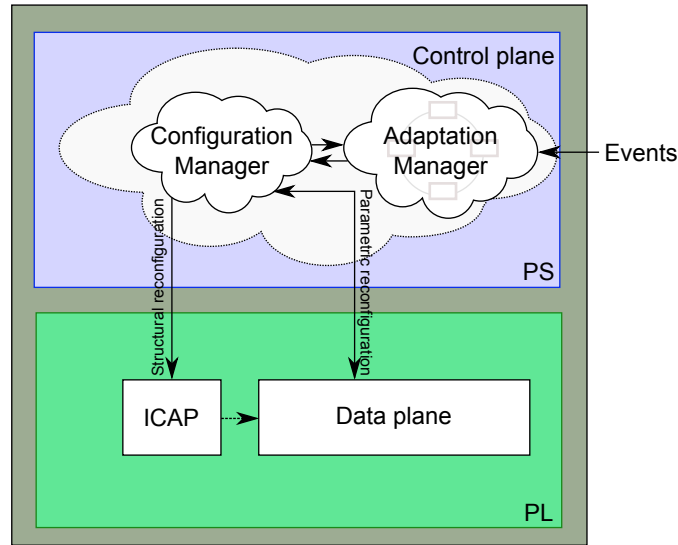 Control plane
Configuration
Manager
Adaptation
Manager
Events
Structural reconfiguration
Parametric reconfiguration
PS
ICAP
Data plane
PL